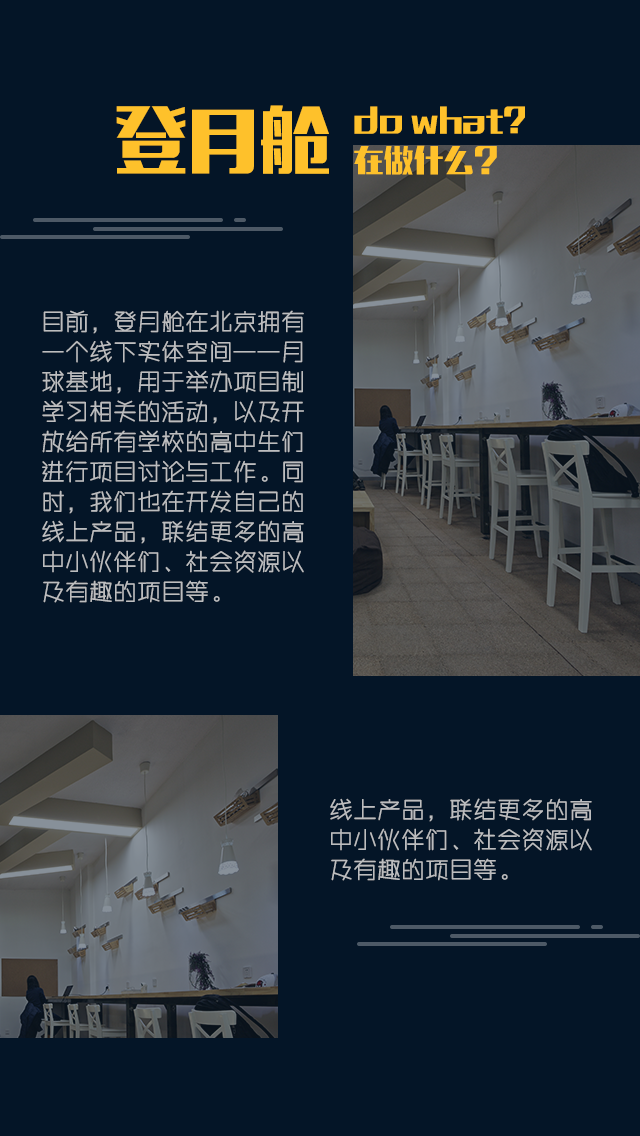 登月舱
do what?
在做什么？
目前，登月舱在北京拥有
一个线下实体空间——月
球基地，用于举办项目制
学习相关的活动，以及开
放给所有学校的高中生们
进行项目讨论与工作。同
时，我们也在开发自己的
线上产品，联结更多的高
中小伙伴们、社会资源以
及有趣的项目等。
线上产品，联结更多的高
中小伙伴们、社会资源以
及有趣的项目等。